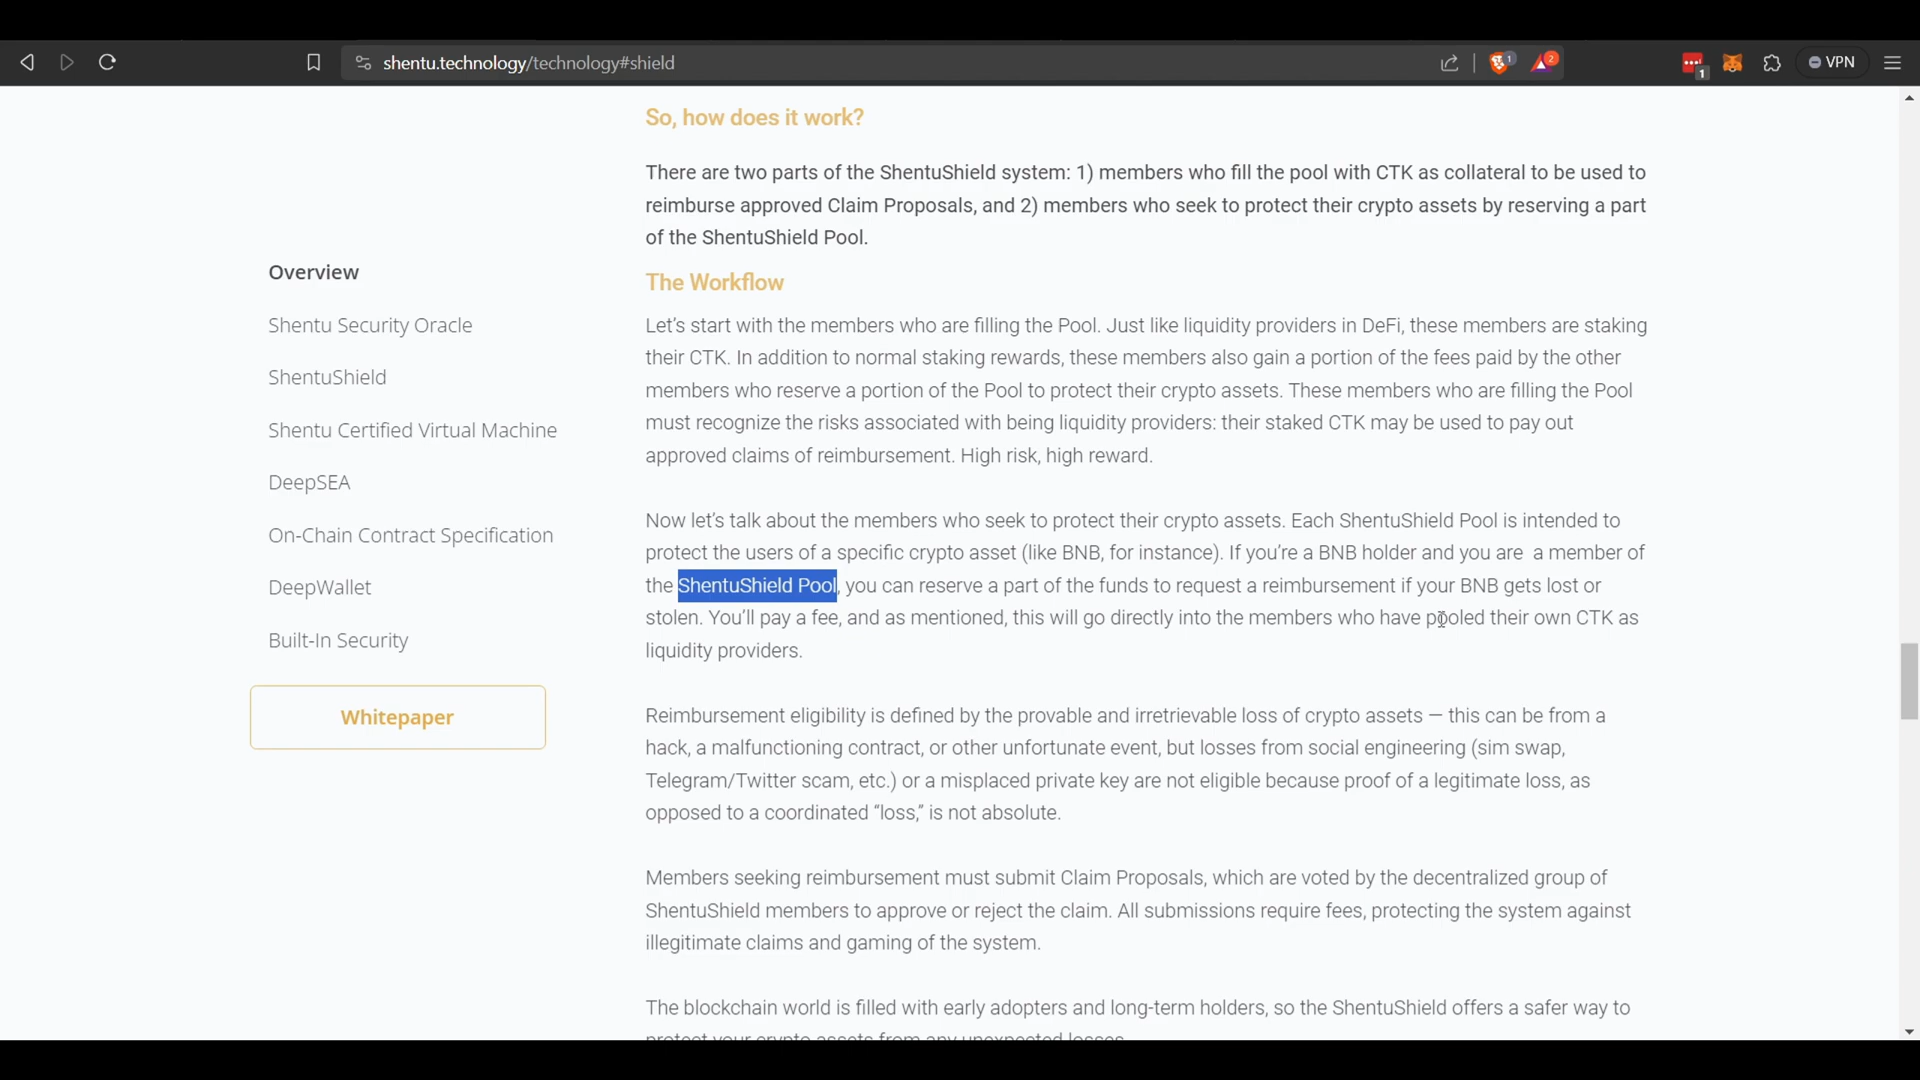 shentu.technology/technology#shield
1
2
1
VPN
So, how does it work?
There are two parts of the ShentuShield system: 1) members who fill the pool with CTK as collateral to be used to
reimburse approved Claim Proposals, and 2) members who seek to protect their crypto assets by reserving a part
of the ShentuShield Pool.
Overview
Shentu Security Oracle
ShentuShield
Shentu Certified Virtual Machine
DeepSEA
On-Chain Contract Specification
DeepWallet
Built-In Security
Whitepaper
The Workflow
Let’s start with the members who are filling the Pool. Just like liquidity providers in DeFi, these members are staking
their CTK. In addition to normal staking rewards, these members also gain a portion of the fees paid by the other
members who reserve a portion of the Pool to protect their crypto assets. These members who are filling the Pool
must recognize the risks associated with being liquidity providers: their staked CTK may be used to pay out
approved claims of reimbursement. High risk, high reward.
Now let’s talk about the members who seek to protect their crypto assets. Each ShentuShield Pool is intended to
protect the users of a specific crypto asset (like BNB, for instance). If you’re a BNB holder and you are a member of
the ShentuShield Pool, you can reserve a part of the funds to request a reimbursement if your BNB gets lost or
stolen. You’ll pay a fee, and as mentioned, this will go directly into the members who have pooled their own CTK as
liquidity providers.
Reimbursement eligibility is defined by the provable and irretrievable loss of crypto assets — this can be from a
hack, a malfunctioning contract, or other unfortunate event, but losses from social engineering (sim swap,
Telegram/Twitter scam, etc.) or a misplaced private key are not eligible because proof of a legitimate loss, as
opposed to a coordinated “loss,” is not absolute.
Members seeking reimbursement must submit Claim Proposals, which are voted by the decentralized group of
ShentuShield members to approve or reject the claim. All submissions require fees, protecting the system against
illegitimate claims and gaming of the system.
The blockchain world is filled with early adopters and long-term holders, so the ShentuShield offers a safer way to
protect your crypto assets from any unexpected losses.